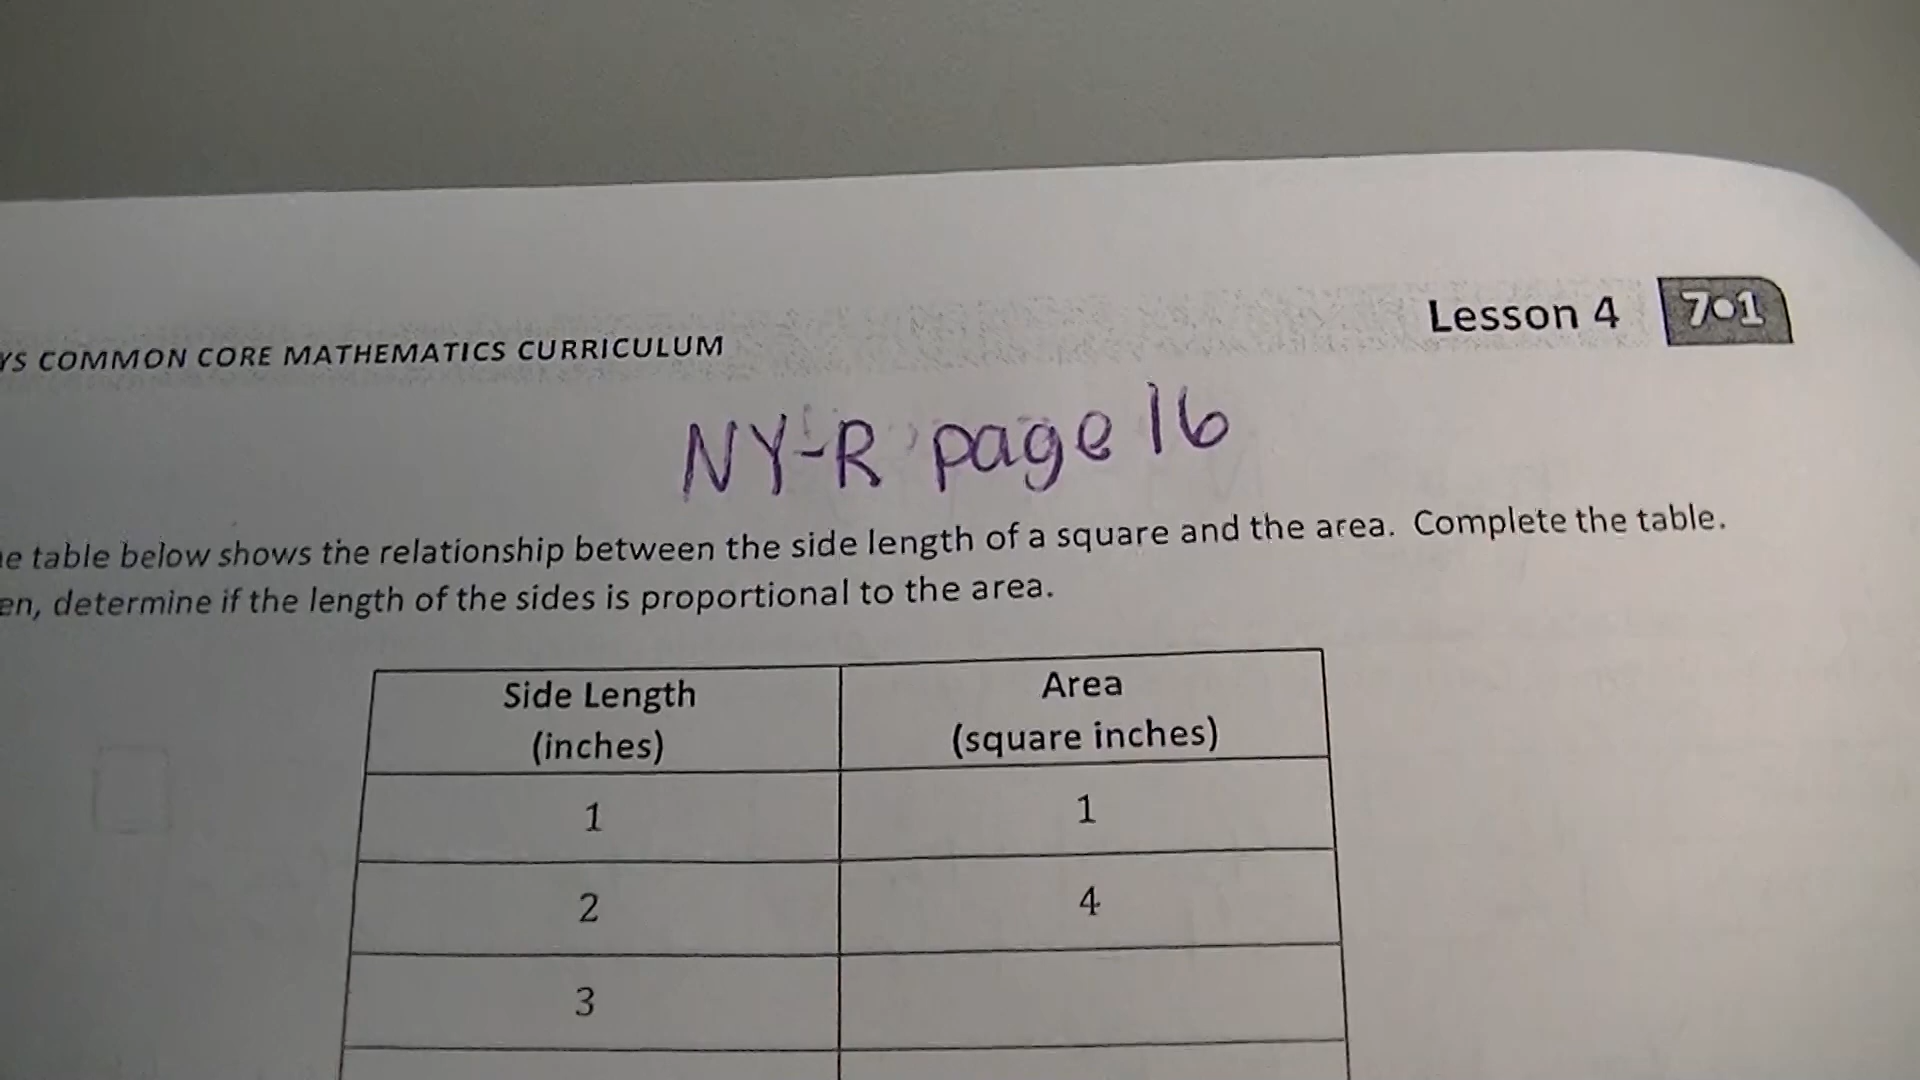 YS COMMON CORE MATHEMATICS CURRICULUM
Lesson 4
7•1
NY-R page 16
table below shows the relationship between the side length of a square and the area. Complete the table.
determine if the length of the sides is proportional to the area.
Side Length
(inches)
Area
(square inches)
1
1
2
4
3